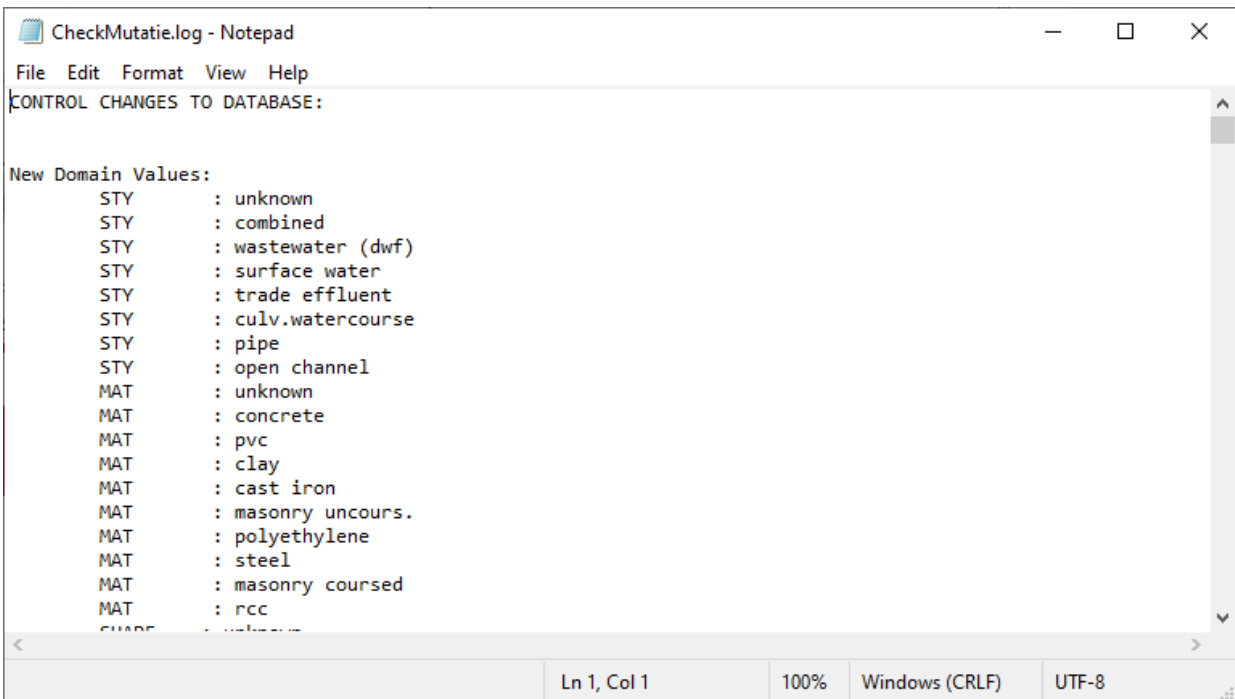 CheckMutatie.log - Notepad
File Edit Format View Help
CONTROL CHANGES TO DATABASE:
New Domain Values:
STY : unknown
STY : combined
STY : wastewater (dwf)
STY : surface water
STY : trade effluent
STY : culv.watercourse
STY : pipe
STY : open channel
MAT : unknown
MAT : concrete
MAT : pvc
MAT : clay
MAT : cast iron
MAT : masonry uncours.
MAT : polyethylene
MAT : steel
MAT : masonry coursed
MAT : rcc
SHAPE : unknown
Ln 1, Col 1 100% Windows (CRLF) UTF-8